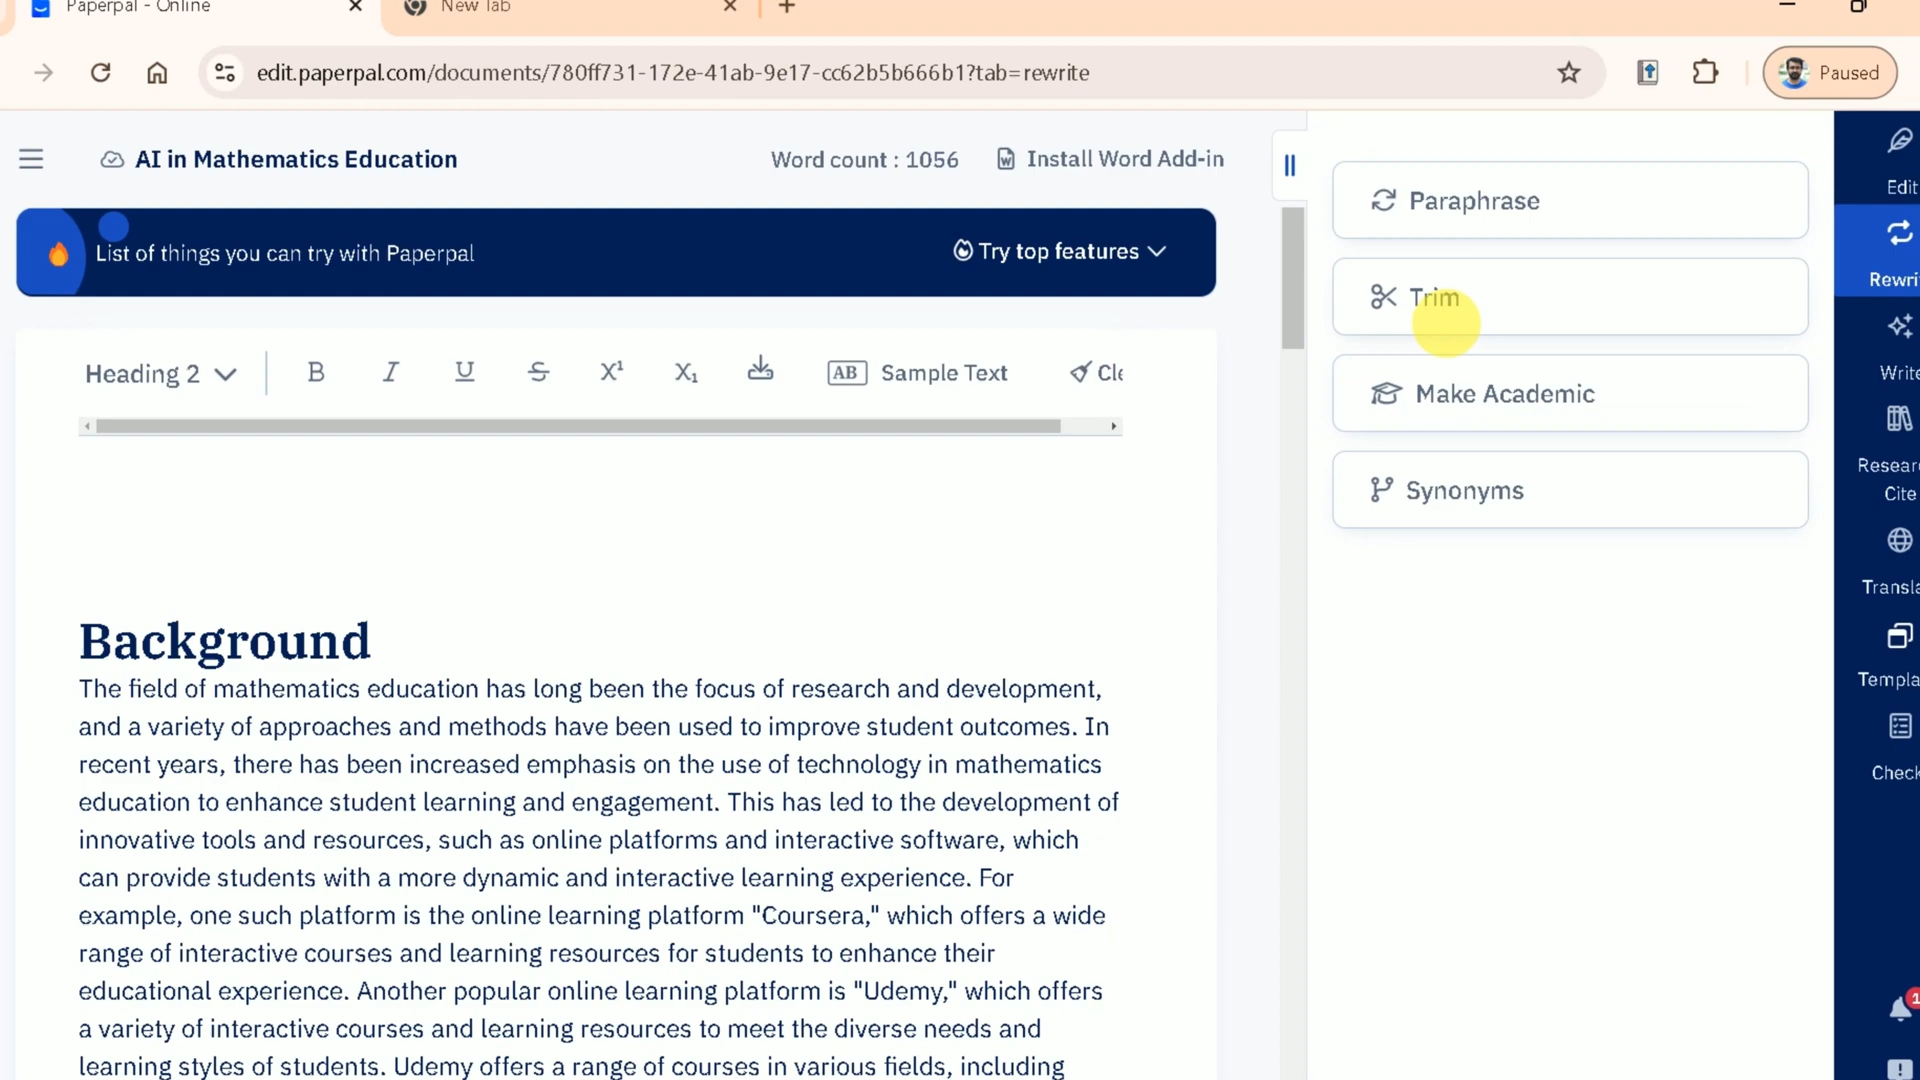 Paperpal - Online
New Tab
edit.paperpal.com/documents/780ff731-172e-41ab-9e17-cc62b5b666b1?tab=rewrite
Paused
AI in Mathematics Education
Word count : 1056
Install Word Add-in
List of things you can try with Paperpal
Try top features
Heading 2
B
I
U
S
X¹
X₁
AB
Sample Text
Cle
Background
The field of mathematics education has long been the focus of research and development,
and a variety of approaches and methods have been used to improve student outcomes. In
recent years, there has been increased emphasis on the use of technology in mathematics
education to enhance student learning and engagement. This has led to the development of
innovative tools and resources, such as online platforms and interactive software, which
can provide students with a more dynamic and interactive learning experience. For
example, one such platform is the online learning platform "Coursera," which offers a wide
range of interactive courses and learning resources for students to enhance their
educational experience. Another popular online learning platform is "Udemy," which offers
a variety of interactive courses and learning resources to meet the diverse needs and
learning styles of students. Udemy offers a range of courses in various fields, including
Paraphrase
Trim
Make Academic
Synonyms
Edit
Rewri
Write
Resear
Cite
Transla
Templa
Check
1